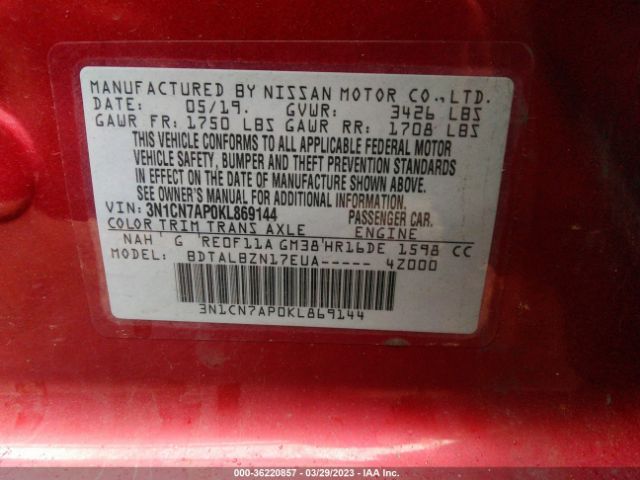 MANUFACTURED BY NISSAN MOTOR CO.,LTD.
DATE: 05/19. GVWR: 3426 LBS
GAWR FR: 1750 LBS GAWR RR: 1708 LBS
THIS VEHICLE CONFORMS TO ALL APPLICABLE FEDERAL MOTOR
VEHICLE SAFETY, BUMPER AND THEFT PREVENTION STANDARDS
IN EFFECT ON THE DATE OF MANUFACTURE SHOWN ABOVE.
SEE OWNER'S MANUAL FOR ADDITIONAL INFORMATION.
VIN: 3N1CN7AP0KL869144 PASSENGER CAR.
COLOR TRIM TRANS AXLE ENGINE
NAH G RE0F11A GM38 HR16DE 1598 CC
MODEL: BDTALBZN17EUA----- 4Z000
3N1CN7AP0KL869144
000-36220857 - 03/29/2023 - IAA Inc.